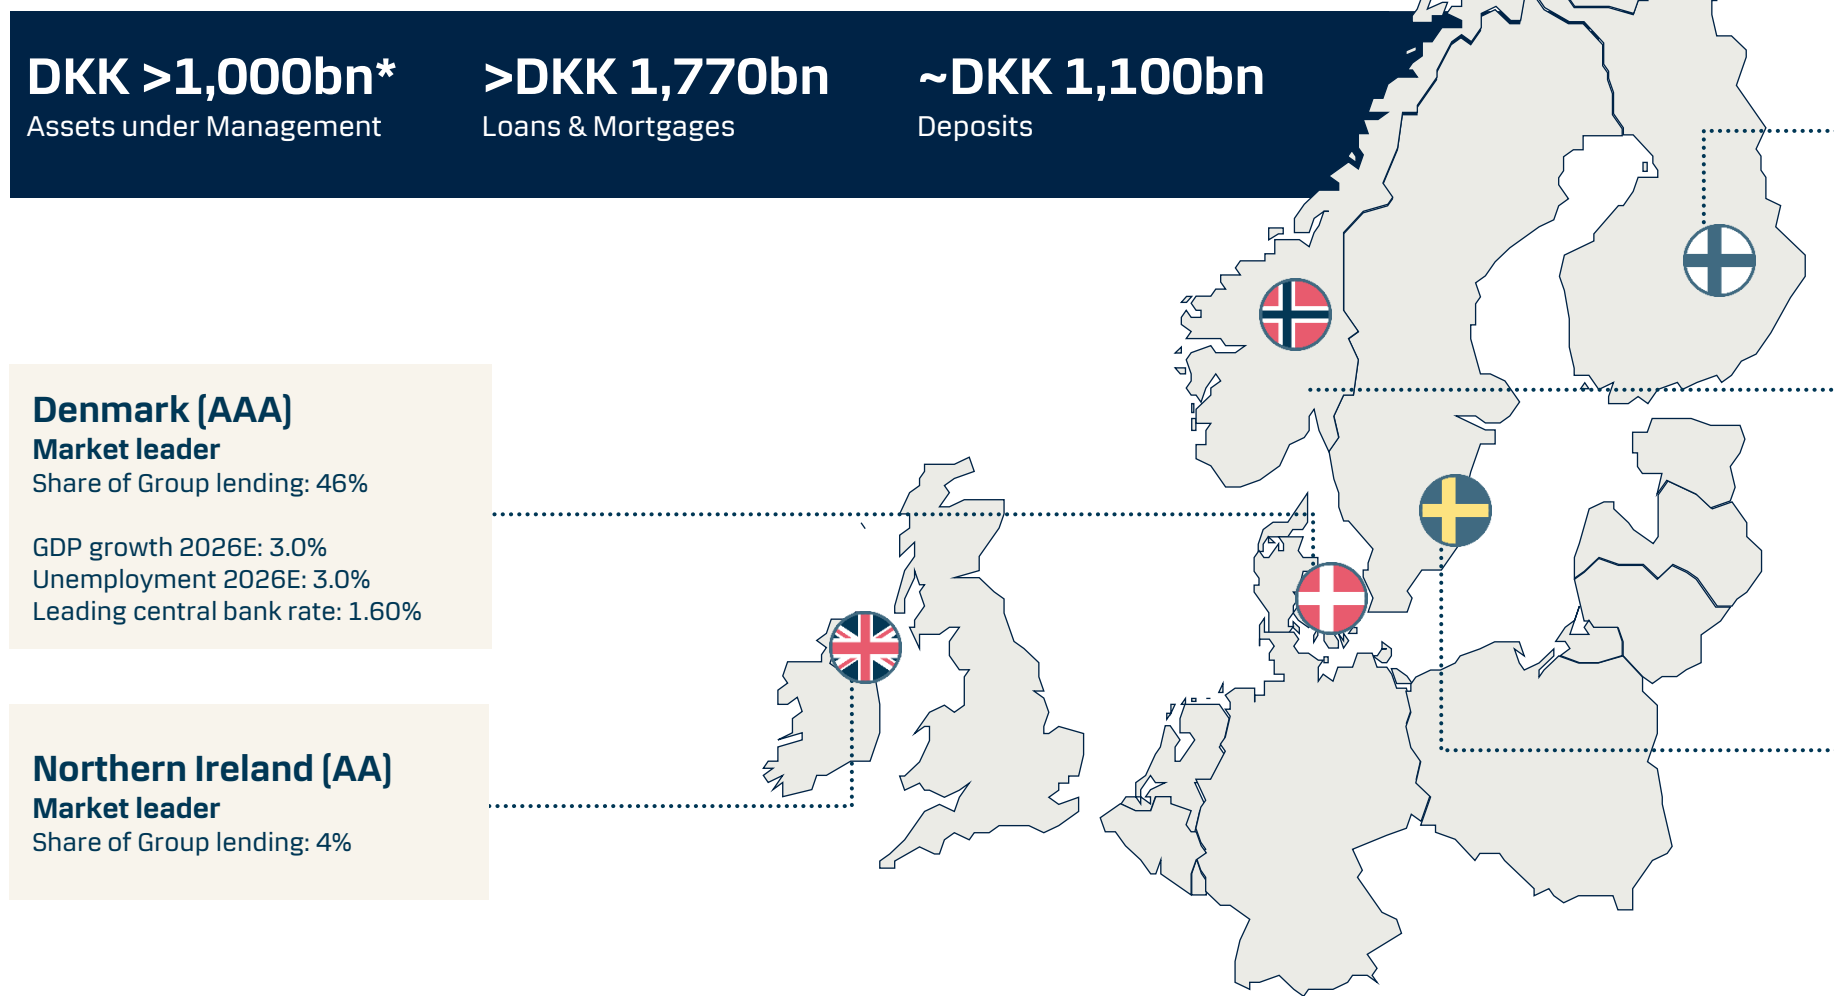 DKK >1,000bn*
Assets under Management
>DKK 1,770bn
Loans & Mortgages
~DKK 1,100bn
Deposits
Denmark (AAA)
Market leader
Share of Group lending: 46%
GDP growth 2026E: 3.0%
Unemployment 2026E: 3.0%
Leading central bank rate: 1.60%
Northern Ireland (AA)
Market leader
Share of Group lending: 4%